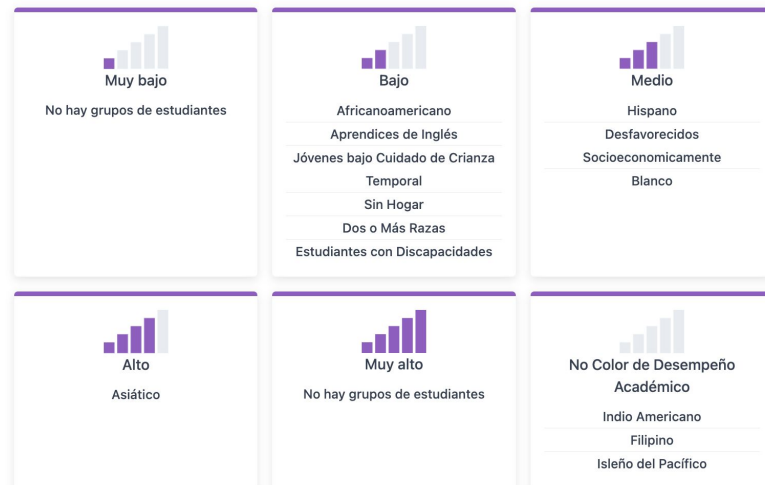 Muy bajo
No hay grupos de estudiantes
Bajo
Africanoamericano
Aprendices de Inglés
Jóvenes bajo Cuidado de Crianza
Temporal
Sin Hogar
Dos o Más Razas
Estudiantes con Discapacidades
Medio
Hispano
Desfavorecidos
Socioeconomicamente
Blanco
Alto
Asiático
Muy alto
No hay grupos de estudiantes
No Color de Desempeño
Académico
Indio Americano
Filipino
Isleño del Pacífico